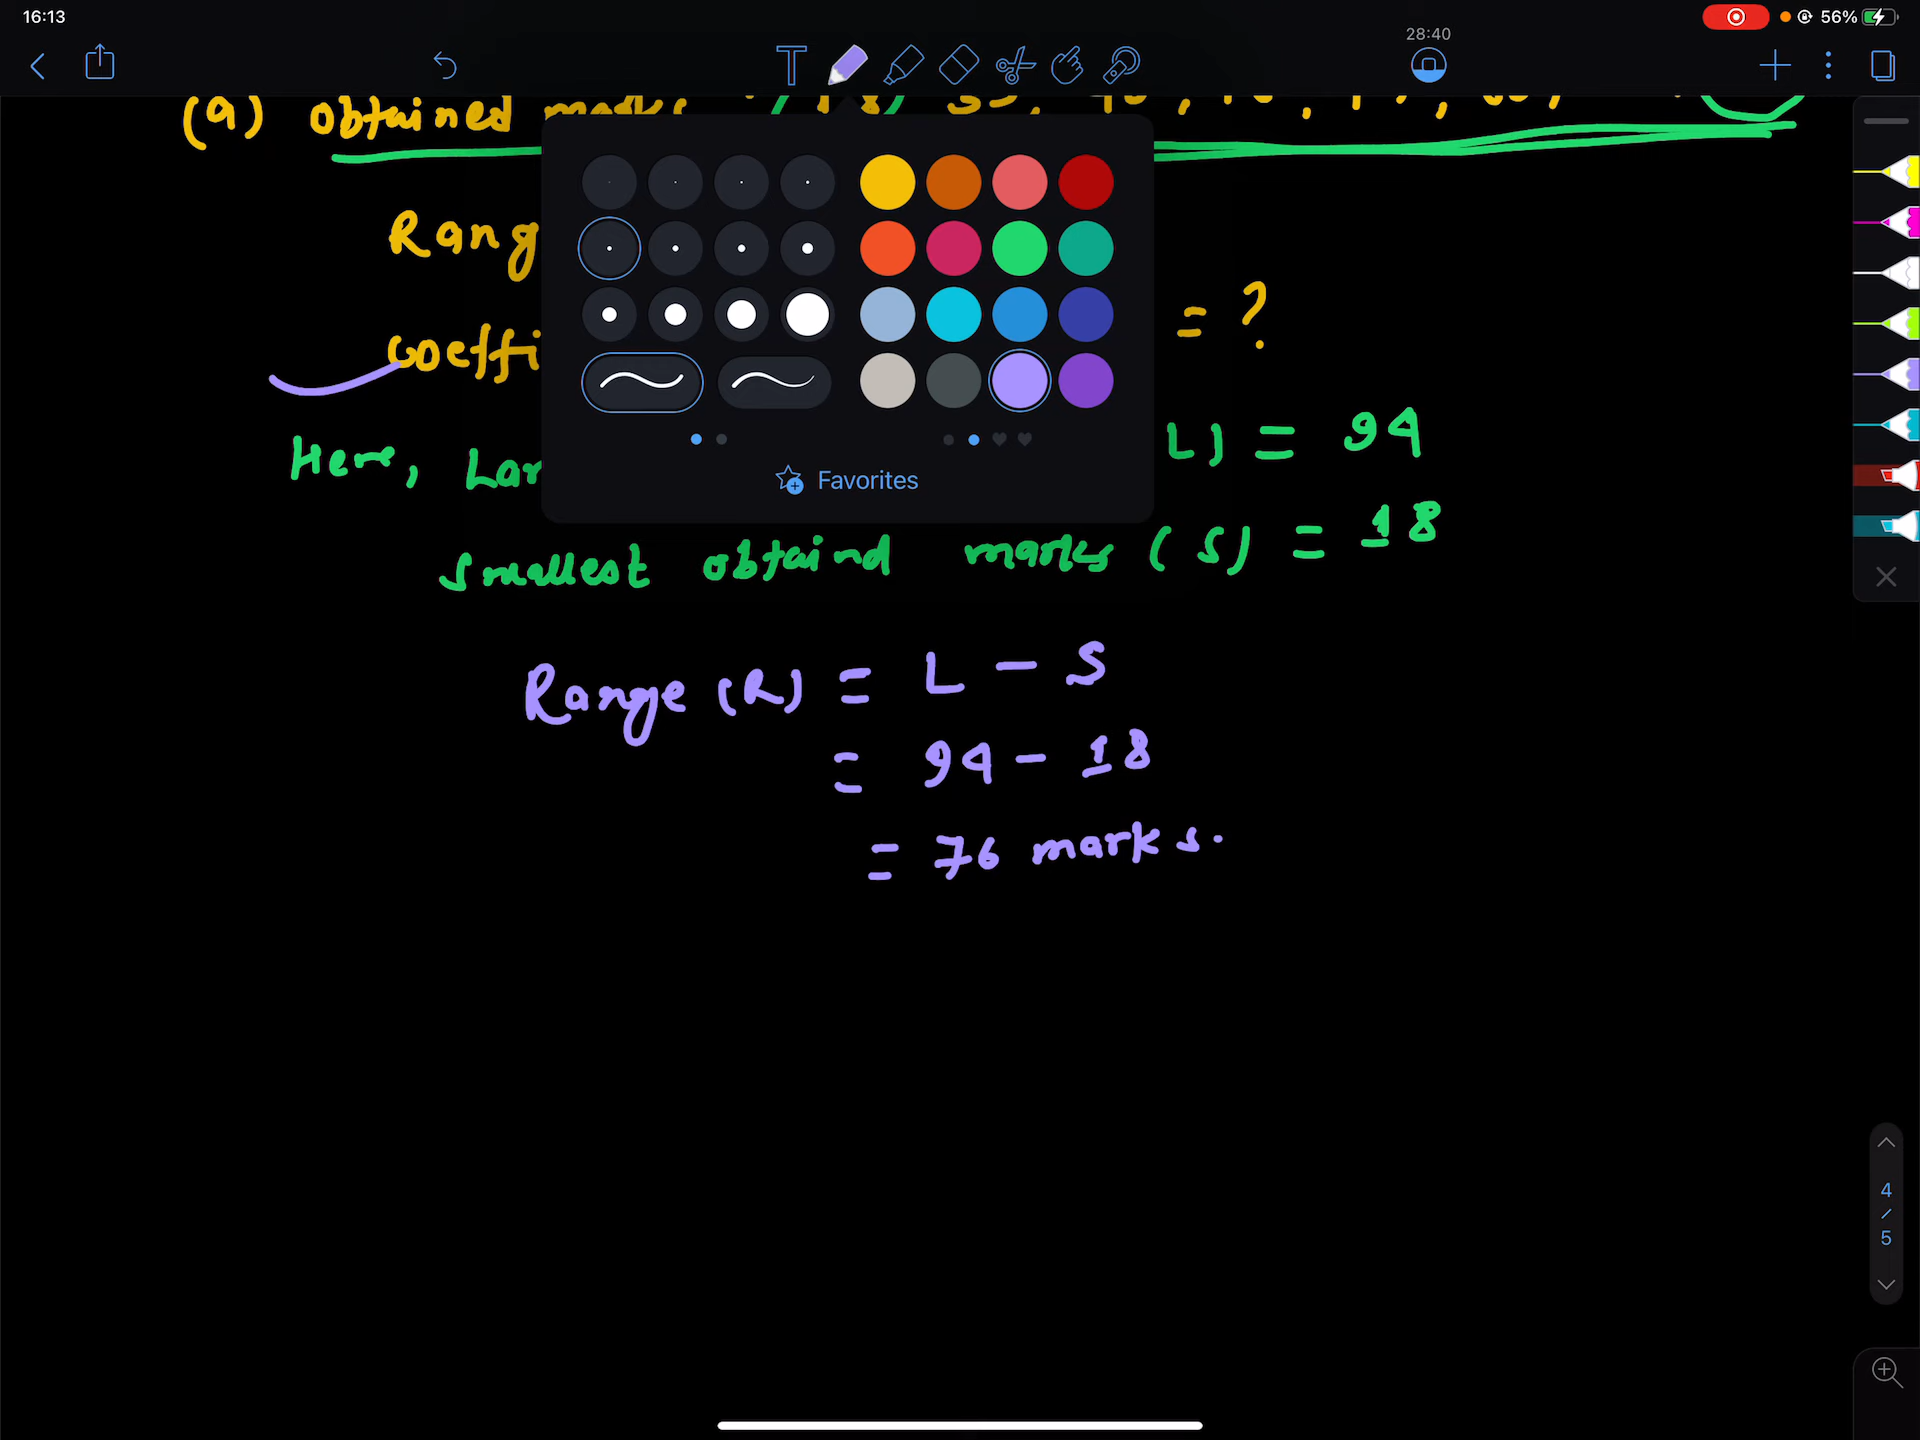 16:13
56%
28:40
(a) obtained marks
Rang
coeffi = ?
Here, Lar L) = 94
Smallest obtaind marks (S) = 18
Favorites
Range (R) = L - S
= 94 - 18
= 76 marks.
4
/
5